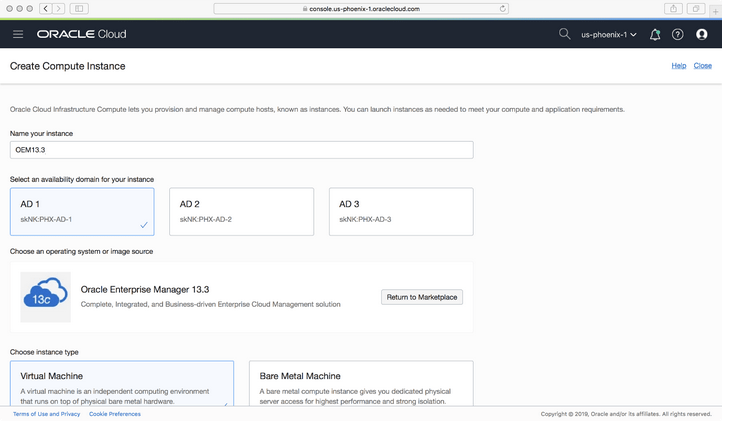 console.us-phoenix-1.oraclecloud.com
ORACLE Cloud
us-phoenix-1
Create Compute Instance
Help Close
Oracle Cloud Infrastructure Compute lets you provision and manage compute hosts, known as instances. You can launch instances as needed to meet your compute and application requirements.
Name your instance
OEM13.3
Select an availability domain for your instance
AD 1
skNK:PHX-AD-1
AD 2
skNK:PHX-AD-2
AD 3
skNK:PHX-AD-3
Choose an operating system or image source
13c
Oracle Enterprise Manager 13.3
Complete, Integrated, and Business-driven Enterprise Cloud Management solution
Return to Marketplace
Choose instance type
Virtual Machine
A virtual machine is an independent computing environment
that runs on top of physical bare metal hardware.
Bare Metal Machine
A bare metal compute instance gives you dedicated physical
server access for highest performance and strong isolation.
Terms of Use and Privacy Cookie Preferences
Copyright © 2019, Oracle and/or its affiliates. All rights reserved.